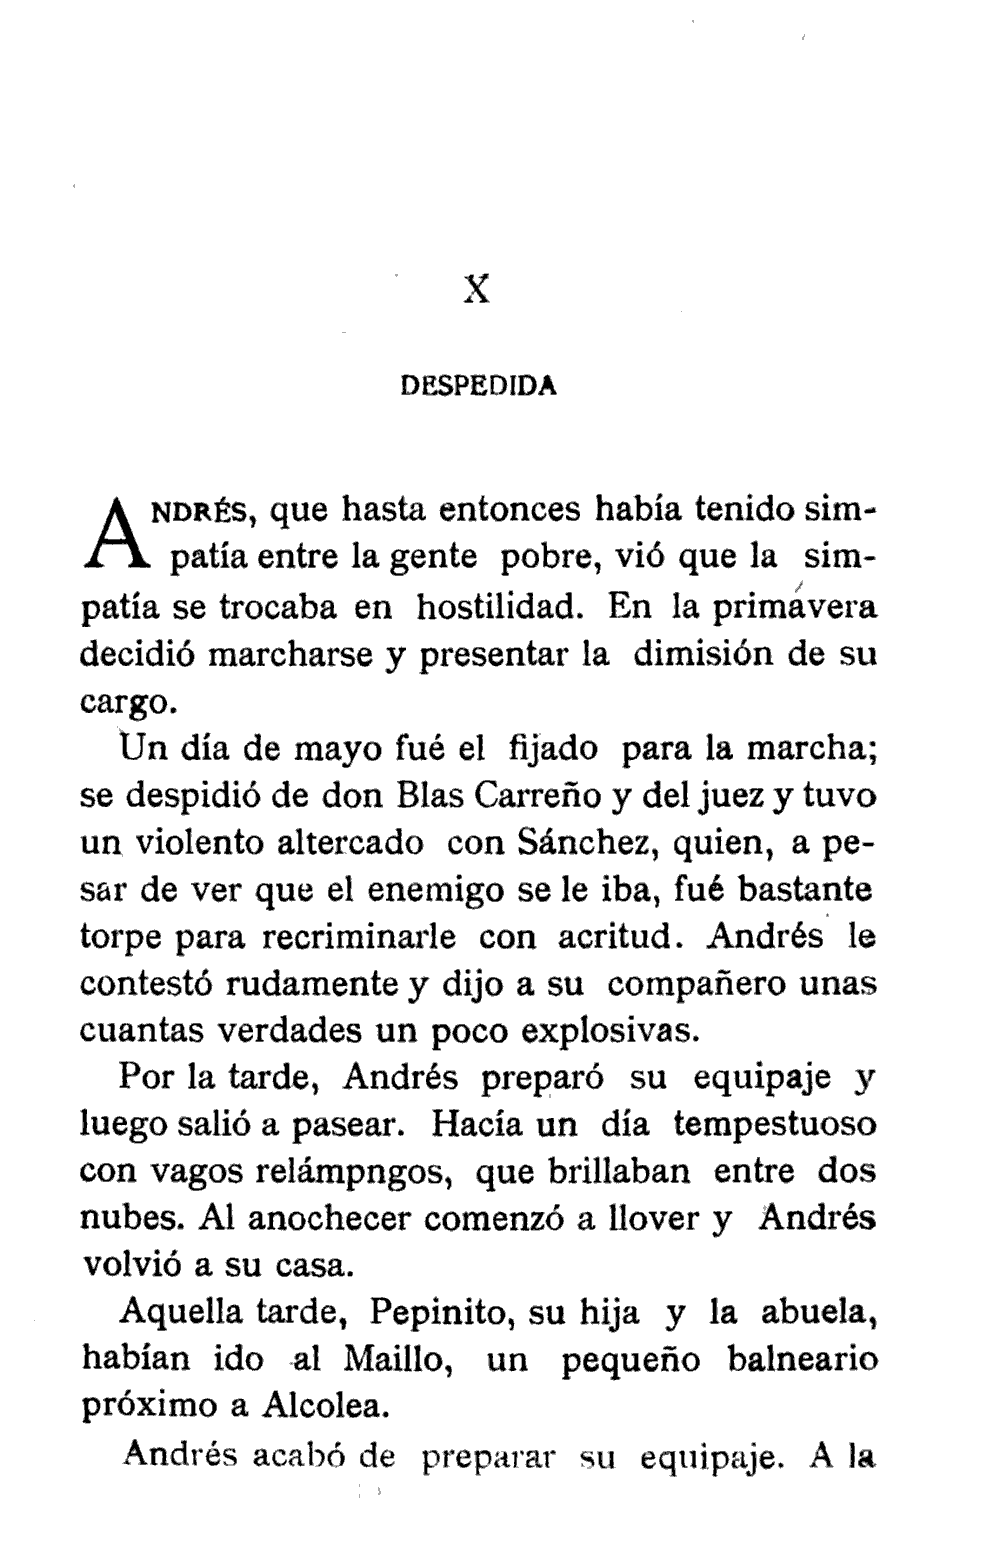 X
DESPEDIDA
ANDRÉS, que hasta entonces había tenido sim-
patía entre la gente pobre, vió que la sim-
patía se trocaba en hostilidad. En la primavera
decidió marcharse y presentar la dimisión de su
cargo.
Un día de mayo fué el fijado para la marcha;
se despidió de don Blas Carreño y del juez y tuvo
un violento altercado con Sánchez, quien, a pe-
sar de ver que el enemigo se le iba, fué bastante
torpe para recriminarle con acritud. Andrés le
contestó rudamente y dijo a su compañero unas
cuantas verdades un poco explosivas.
Por la tarde, Andrés preparó su equipaje y
luego salió a pasear. Hacía un día tempestuoso
con vagos relámpngos, que brillaban entre dos
nubes. Al anochecer comenzó a llover y Andrés
volvió a su casa.
Aquella tarde, Pepinito, su hija y la abuela,
habían ido al Maillo, un pequeño balneario
próximo a Alcolea.
Andrés acabó de preparar su equipaje. A la